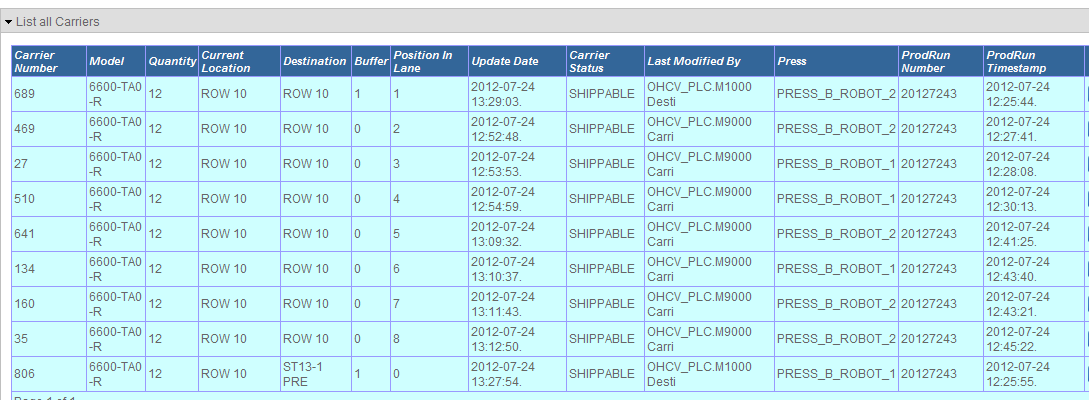 List all Carriers
Carrier Number Model Quantity Current Location Destination Buffer Position In Lane Update Date Carrier Status Last Modified By Press ProdRun Number ProdRun Timestamp
689 6600-TA0-R 12 ROW 10 ROW 10 1 1 2012-07-24 13:29:03. SHIPPABLE OHCV_PLC.M1000 Desti PRESS_B_ROBOT_2 20127243 2012-07-24 12:25:44.
469 6600-TA0-R 12 ROW 10 ROW 10 0 2 2012-07-24 12:52:48. SHIPPABLE OHCV_PLC.M9000 Carri PRESS_B_ROBOT_2 20127243 2012-07-24 12:27:41.
27 6600-TA0-R 12 ROW 10 ROW 10 0 3 2012-07-24 12:53:53. SHIPPABLE OHCV_PLC.M9000 Carri PRESS_B_ROBOT_1 20127243 2012-07-24 12:28:08.
510 6600-TA0-R 12 ROW 10 ROW 10 0 4 2012-07-24 12:54:59. SHIPPABLE OHCV_PLC.M9000 Carri PRESS_B_ROBOT_1 20127243 2012-07-24 12:30:13.
641 6600-TA0-R 12 ROW 10 ROW 10 0 5 2012-07-24 13:09:32. SHIPPABLE OHCV_PLC.M9000 Carri PRESS_B_ROBOT_2 20127243 2012-07-24 12:41:25.
134 6600-TA0-R 12 ROW 10 ROW 10 0 6 2012-07-24 13:10:37. SHIPPABLE OHCV_PLC.M9000 Carri PRESS_B_ROBOT_1 20127243 2012-07-24 12:43:40.
160 6600-TA0-R 12 ROW 10 ROW 10 0 7 2012-07-24 13:11:43. SHIPPABLE OHCV_PLC.M9000 Carri PRESS_B_ROBOT_2 20127243 2012-07-24 12:43:21.
35 6600-TA0-R 12 ROW 10 ROW 10 0 8 2012-07-24 13:12:50. SHIPPABLE OHCV_PLC.M9000 Carri PRESS_B_ROBOT_2 20127243 2012-07-24 12:45:22.
806 6600-TA0-R 12 ROW 10 ST13-1 PRE 1 0 2012-07-24 13:27:54. SHIPPABLE OHCV_PLC.M1000 Desti PRESS_B_ROBOT_1 20127243 2012-07-24 12:25:55.
Page 1 of 1